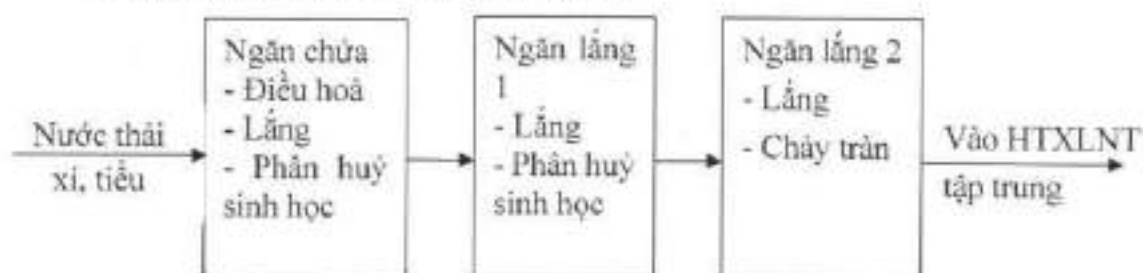 Nước thải
xí, tiểu
Ngăn chứa
- Điều hoà
- Lắng
- Phân huỷ
sinh học
Ngăn lắng
1
- Lắng
- Phân huỷ
sinh học
Ngăn lắng 2
- Lắng
- Chảy tràn
Vào HTXLNT
tập trung